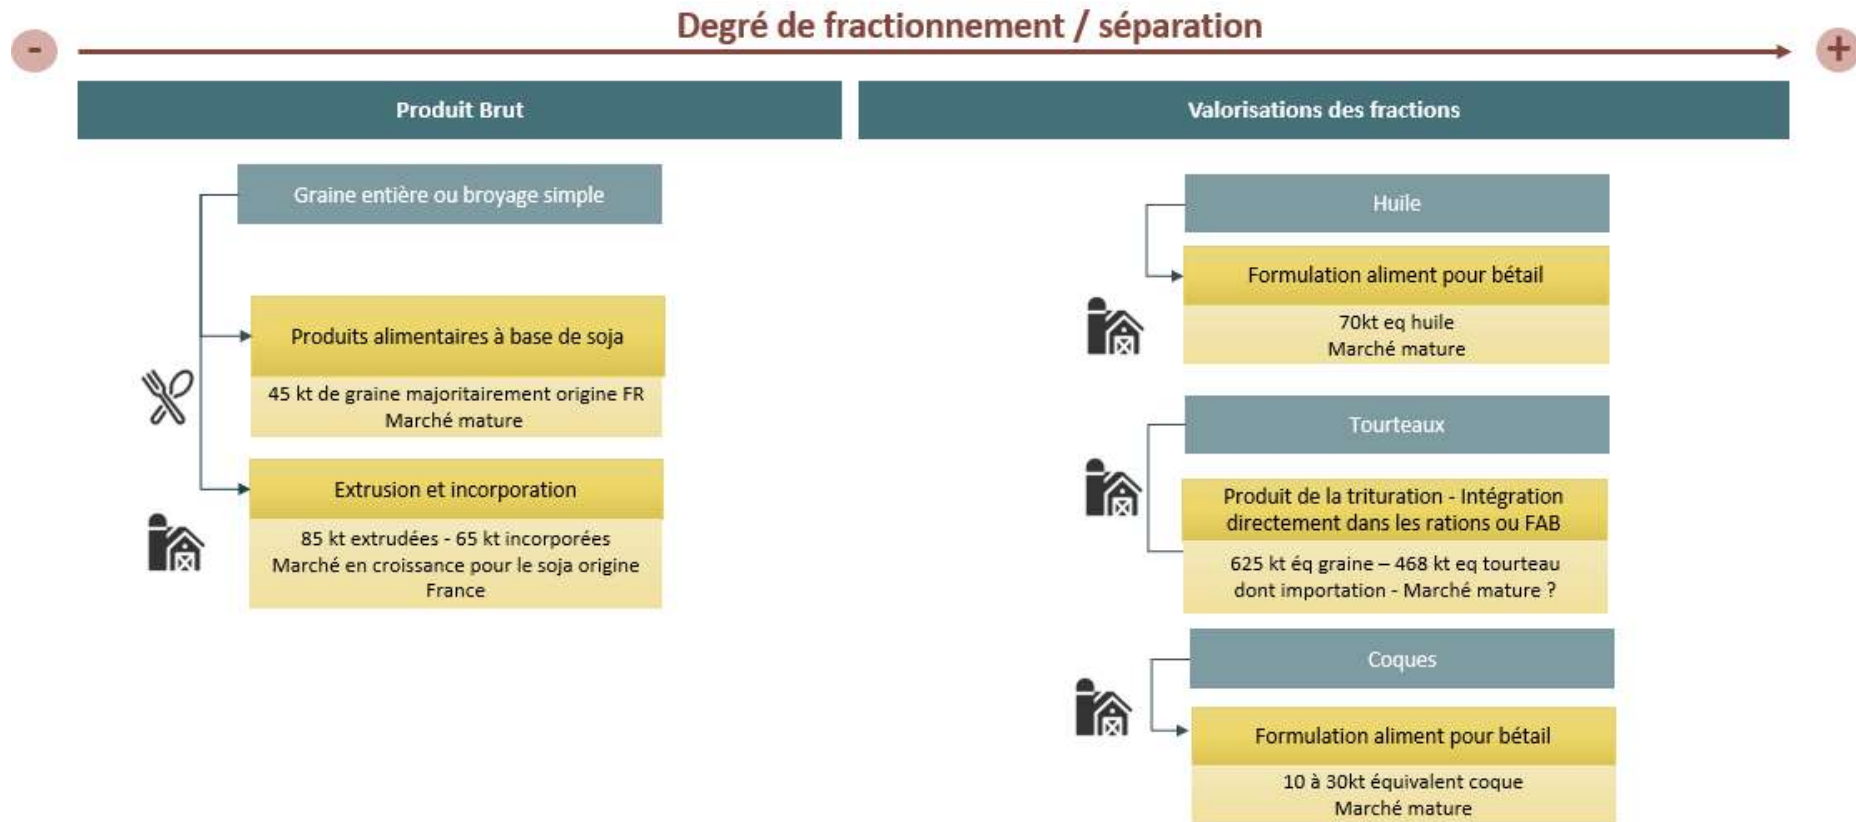 Degré de fractionnement / séparation
-
+
Produit Brut
Valorisations des fractions
Graine entière ou broyage simple
Produits alimentaires à base de soja
45 kt de graine majoritairement origine FR
Marché mature
Extrusion et incorporation
85 kt extrudées - 65 kt incorporées
Marché en croissance pour le soja origine
France
Huile
Formulation aliment pour bétail
70kt eq huile
Marché mature
Tourteaux
Produit de la trituration - Intégration
directement dans les rations ou FAB
625 kt éq graine – 468 kt eq tourteau
dont importation - Marché mature ?
Coques
Formulation aliment pour bétail
10 à 30kt équivalent coque
Marché mature